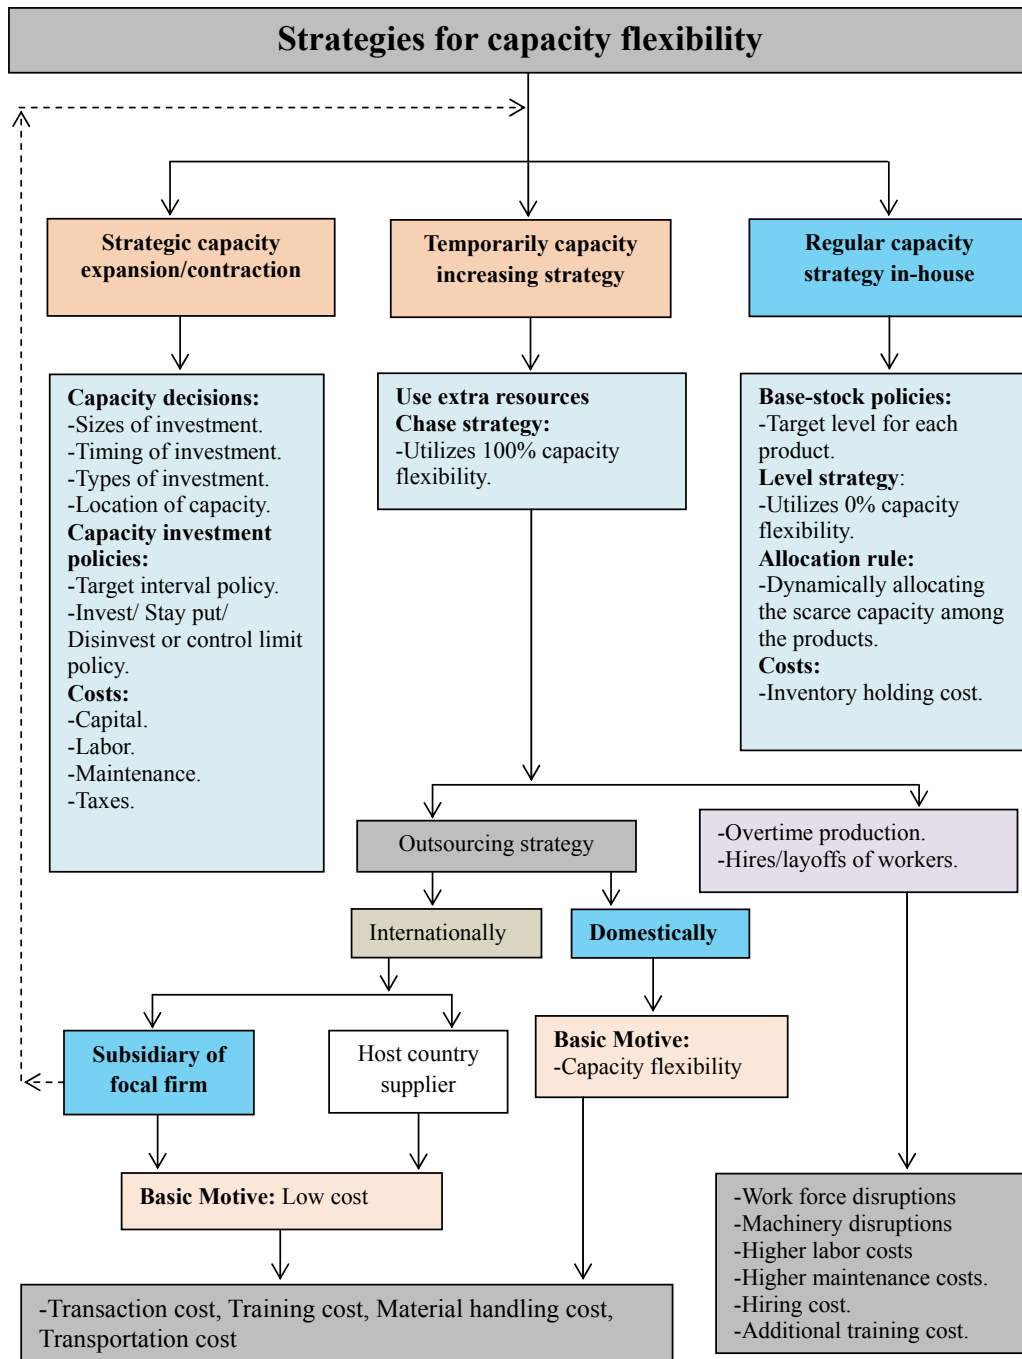 Strategies for capacity flexibility
Strategic capacity
expansion/contraction
Temporarily capacity
increasing strategy
Regular capacity
strategy in-house
Capacity decisions:
-Sizes of investment.
-Timing of investment.
-Types of investment.
-Location of capacity.
Capacity investment
policies:
-Target interval policy.
-Invest/ Stay put/
Disinvest or control limit
policy.
Costs:
-Capital.
-Labor.
-Maintenance.
-Taxes.
Use extra resources
Chase strategy:
-Utilizes 100% capacity
flexibility.
Base-stock policies:
-Target level for each
product.
Level strategy:
-Utilizes 0% capacity
flexibility.
Allocation rule:
-Dynamically allocating
the scarce capacity among
the products.
Costs:
-Inventory holding cost.
Outsourcing strategy
-Overtime production.
-Hires/layoffs of workers.
Internationally
Domestically
Subsidiary of
focal firm
Host country
supplier
Basic Motive:
-Capacity flexibility
Basic Motive: Low cost
-Work force disruptions
-Machinery disruptions
-Higher labor costs
-Higher maintenance costs.
-Hiring cost.
-Additional training cost.
-Transaction cost, Training cost, Material handling cost,
Transportation cost